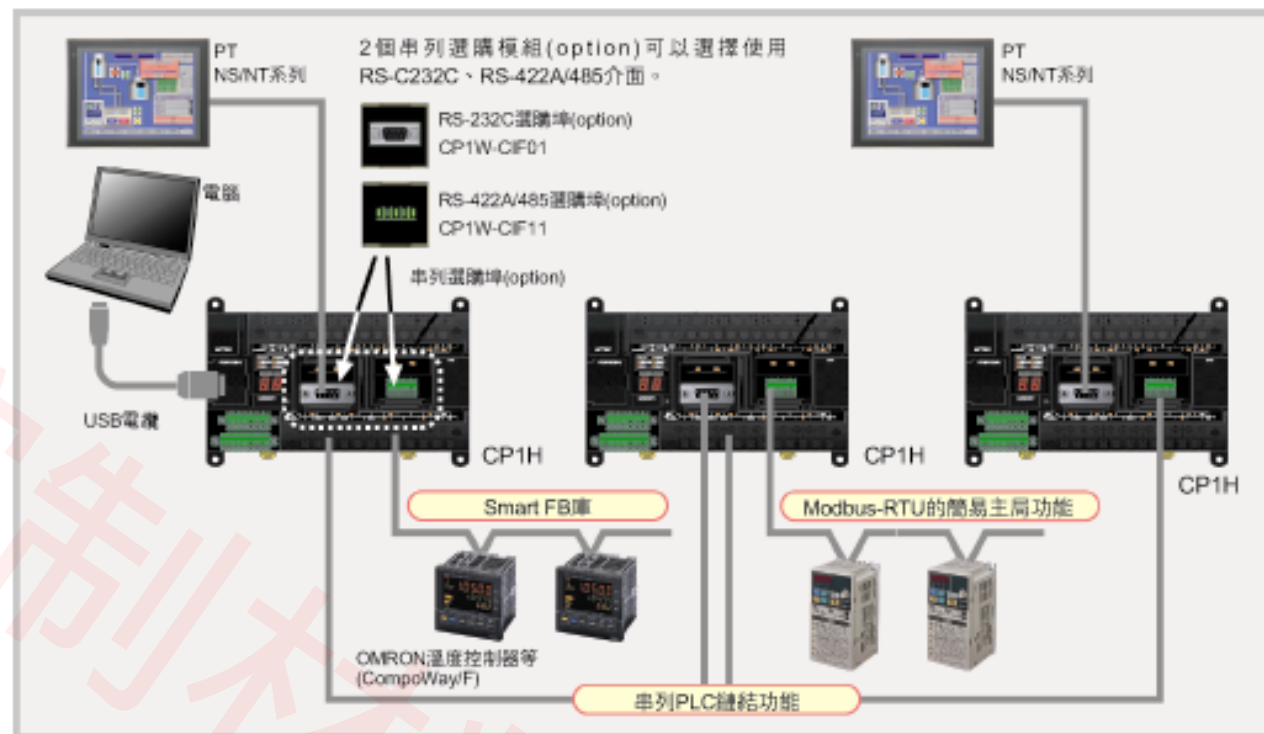 PT
NS/NT系列
2個串列選購模組(option)可以選擇使用
RS-C232C、RS-422A/485介面。
PT
NS/NT系列
RS-232C選購埠(option)
CP1W-CIF01
電腦
RS-422A/485選購埠(option)
CP1W-CIF11
串列選購埠(option)
USB電纜
CP1H
CP1H
CP1H
Smart FB庫
Modbus-RTU的簡易主局功能
OMRON溫度控制器等
(CompoWay/F)
串列PLC鏈結功能